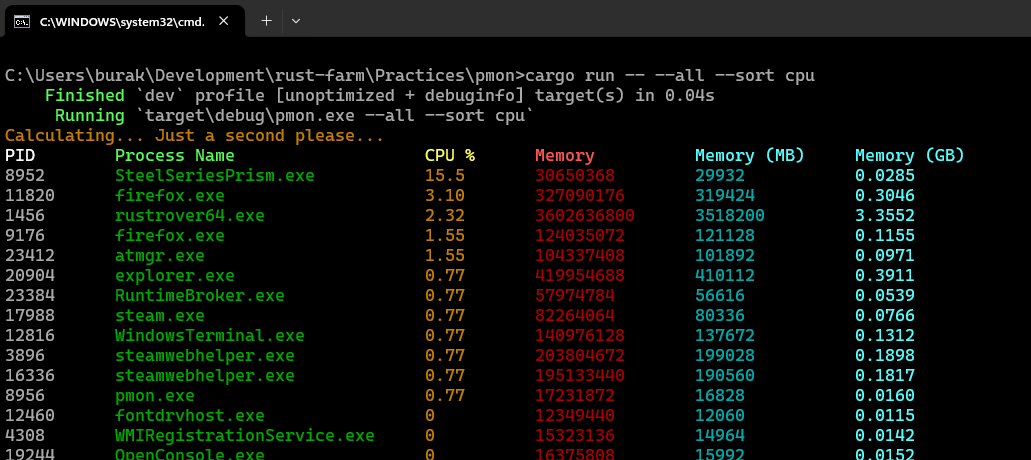 C:\WINDOWS\system32\cmd.
C:\Users\burak\Development\rust-farm\Practices\pmon>cargo run -- --all --sort cpu
Finished `dev` profile [unoptimized + debuginfo] target(s) in 0.04s
Running `target\debug\pmon.exe --all --sort cpu`
Calculating... Just a second please...
PID Process Name CPU % Memory Memory (MB) Memory (GB)
8952 SteelSeriesPrism.exe 15.5 30650368 29932 0.0285
11820 firefox.exe 3.10 327090176 319424 0.3046
1456 rustrover64.exe 2.32 3602636800 3518200 3.3552
9176 firefox.exe 1.55 124035072 121128 0.1155
23412 atmgr.exe 1.55 104337408 101892 0.0971
20904 explorer.exe 0.77 419954688 410112 0.3911
23384 RuntimeBroker.exe 0.77 57974784 56616 0.0539
17988 steam.exe 0.77 82264064 80336 0.0766
12816 WindowsTerminal.exe 0.77 140976128 137672 0.1312
3896 steamwebhelper.exe 0.77 203804672 199028 0.1898
16336 steamwebhelper.exe 0.77 195133440 190560 0.1817
8956 pmon.exe 0.77 17231872 16828 0.0160
12460 fontdrvhost.exe 0 12349440 12060 0.0115
4308 WMIRegistrationService.exe 0 15323136 14964 0.0142
19244 OpenConsole.exe 0 16375808 15992 0.0152